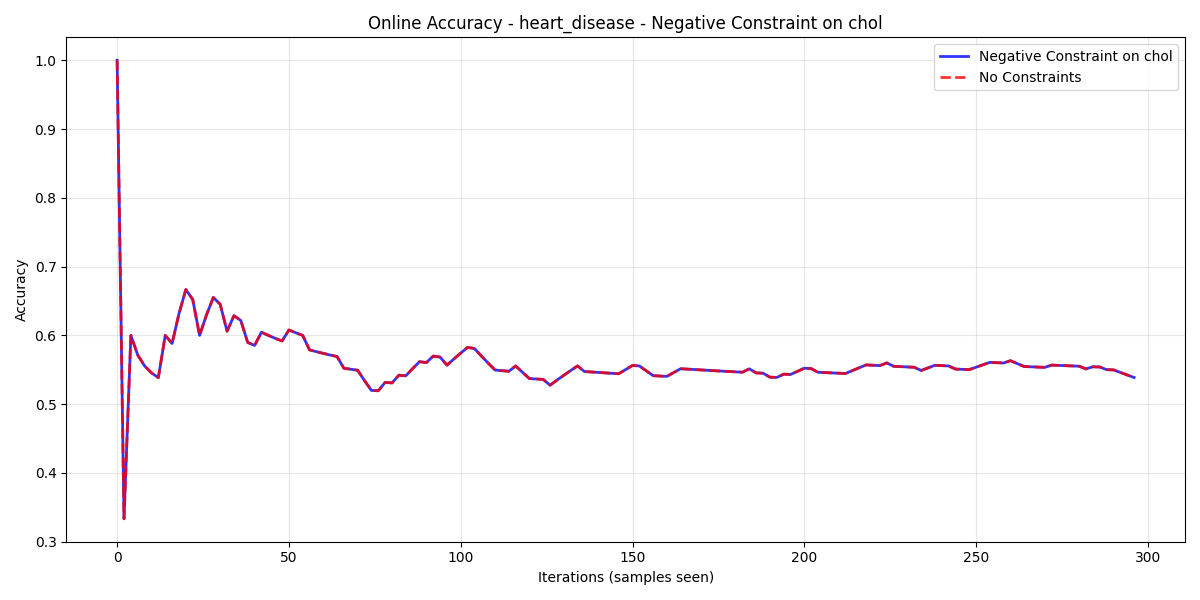 Online Accuracy - heart_disease - Negative Constraint on chol
Negative Constraint on chol
No Constraints
1.0
0.9
0.8
0.7
0.6
0.5
0.4
0.3
Accuracy
0 50 100 150 200 250 300
Iterations (samples seen)